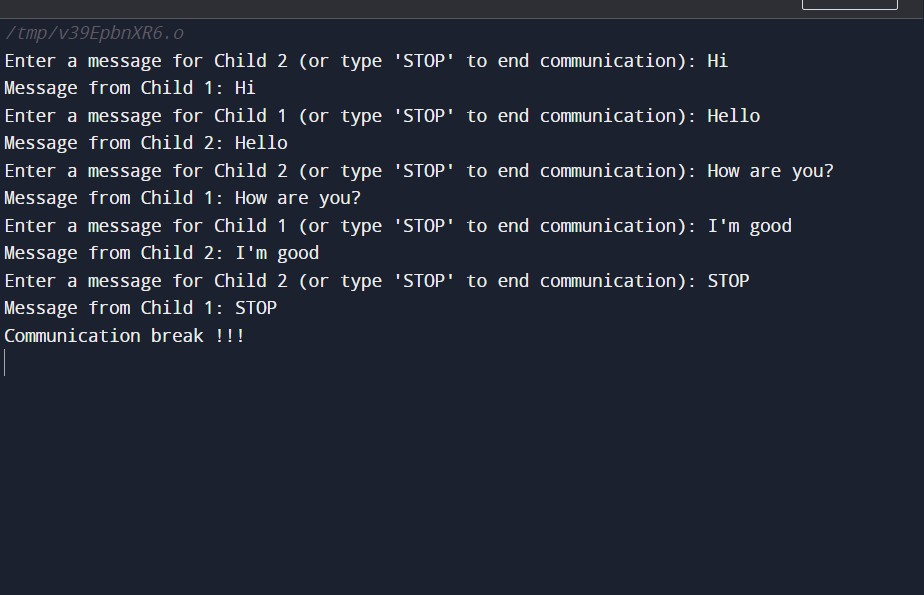 /tmp/v39EpbnXR6.o
Enter a message for Child 2 (or type 'STOP' to end communication): Hi
Message from Child 1: Hi
Enter a message for Child 1 (or type 'STOP' to end communication): Hello
Message from Child 2: Hello
Enter a message for Child 2 (or type 'STOP' to end communication): How are you?
Message from Child 1: How are you?
Enter a message for Child 1 (or type 'STOP' to end communication): I'm good
Message from Child 2: I'm good
Enter a message for Child 2 (or type 'STOP' to end communication): STOP
Message from Child 1: STOP
Communication break !!!